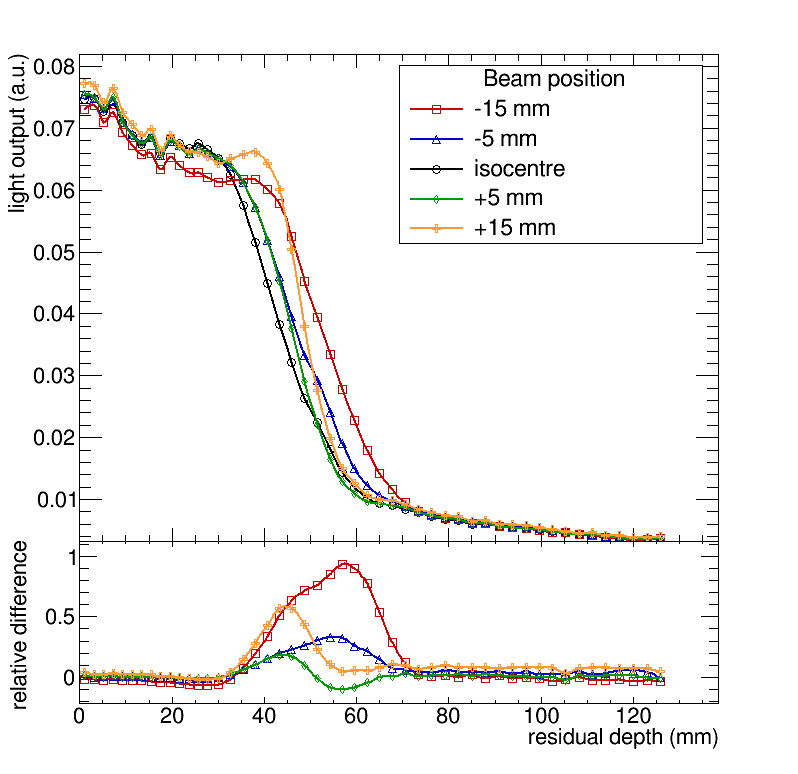 light output (a.u.)
0.08
0.07
0.06
0.05
0.04
0.03
0.02
0.01
Beam position
-15 mm
-5 mm
isocentre
+5 mm
+15 mm
relative difference
1
0.5
0
0 20 40 60 80 100 120
residual depth (mm)